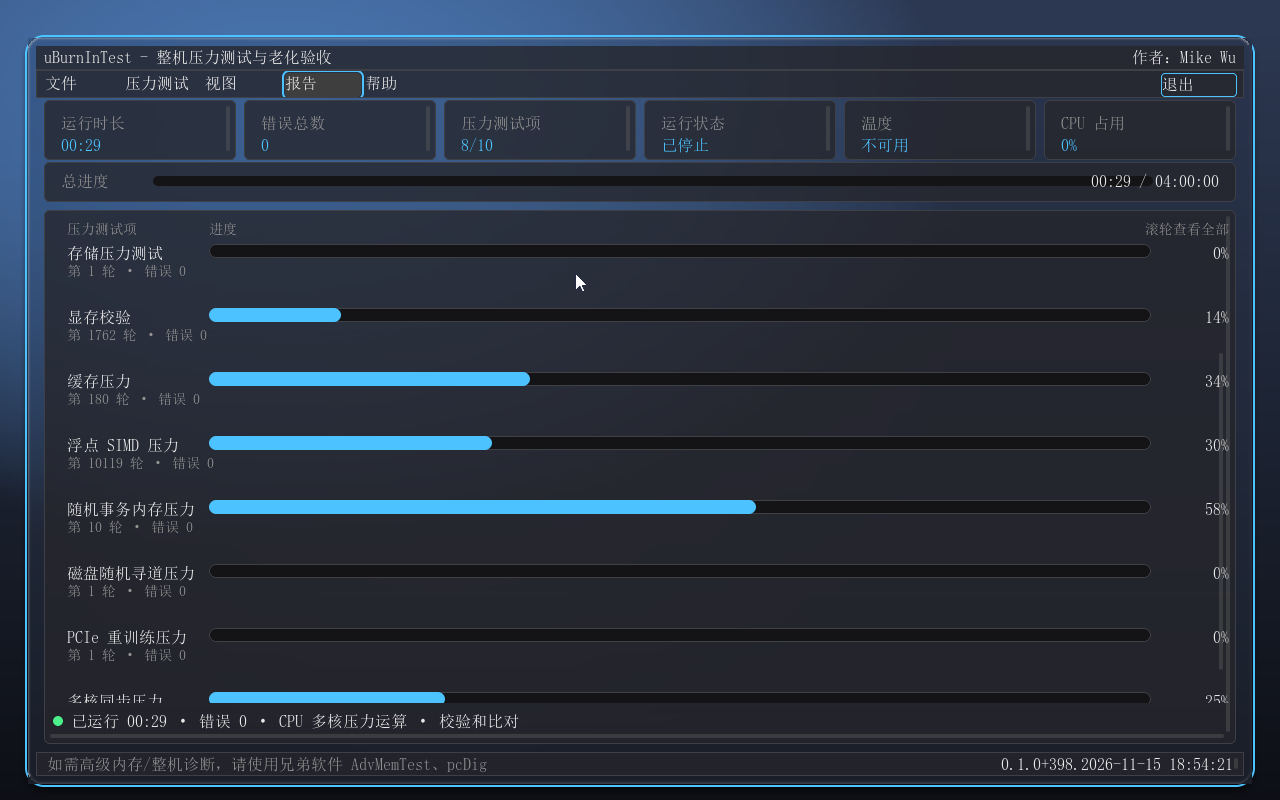 uBurnInTest - 整机压力测试与老化验收
作者: Mike Wu
文件 压力测试 视图 报告 帮助 退出
运行时长 错误总数 压力测试项 运行状态 温度 CPU 占用
00:29 0 8/10 已停止 不可用 0%
总进度 00:29 / 04:00:00
压力测试项 进度 滚轮查看全部
存储压力测试 0%
第 1 轮 • 错误 0
显存校验 14%
第 1762 轮 • 错误 0
缓存压力 34%
第 180 轮 • 错误 0
浮点 SIMD 压力 30%
第 10119 轮 • 错误 0
随机事务内存压力 58%
第 10 轮 • 错误 0
磁盘随机寻道压力 0%
第 1 轮 • 错误 0
PCIe 重训练压力 0%
第 1 轮 • 错误 0
多核同步压力 25%
已运行 00:29 • 错误 0 • CPU 多核压力运算 • 校验和比对
如需高级内存/整机诊断，请使用兄弟软件 AdvMemTest、pcDig
0.1.0+398.2026-11-15 18:54:21